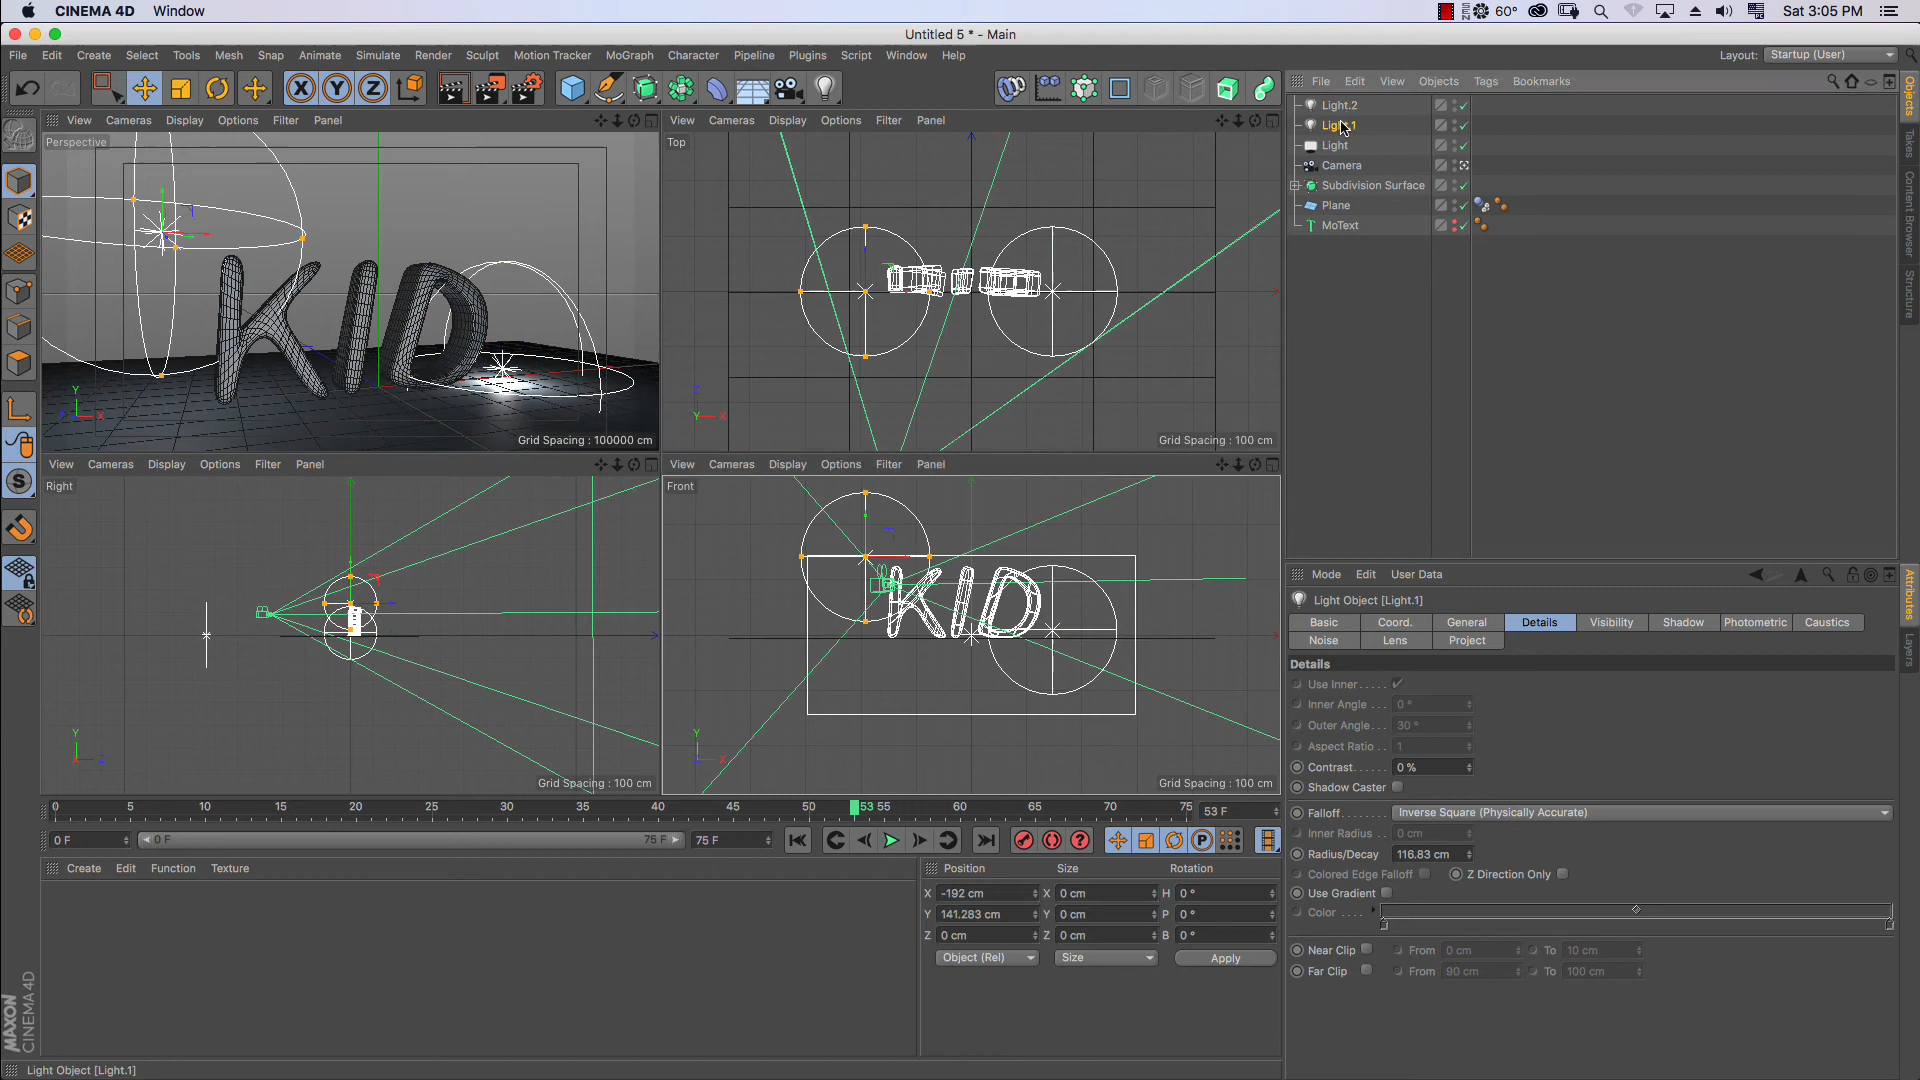 CINEMA 4D Window
60° Sat 3:05 PM
Untitled 5 * - Main
File Edit Create Select Tools Mesh Snap Animate Simulate Render Sculpt Motion Tracker MoGraph Character Pipeline Plugins Script Window Help
Layout: Startup (User)
X Y Z
File Edit View Objects Tags Bookmarks
View Cameras Display Options Filter Panel
View Cameras Display Options Filter Panel
Perspective
Top
Light.2
Light.1
Light
Camera
Subdivision Surface
Plane
MoText
Objects
Takes
Content Browser
Structure
KID
Grid Spacing : 100000 cm
Grid Spacing : 100 cm
View Cameras Display Options Filter Panel
View Cameras Display Options Filter Panel
Right
Front
KID
Grid Spacing : 100 cm
Grid Spacing : 100 cm
Mode Edit User Data
Attributes
Layers
Light Object [Light.1]
Basic Coord. General Details Visibility Shadow Photometric Caustics
Noise Lens Project
Details
Use Inner
Inner Angle 0 °
Outer Angle 30 °
Aspect Ratio 1
Contrast 0 %
Shadow Caster
Falloff Inverse Square (Physically Accurate)
Inner Radius 0 cm
Radius/Decay 116.83 cm
Colored Edge Falloff Z Direction Only
Use Gradient
Color
Near Clip From 0 cm To 10 cm
Far Clip From 90 cm To 100 cm
0 5 10 15 20 25 30 35 40 45 50 53 55 60 65 70 75 53 F
0 F 0 F 75 F 75 F
Create Edit Function Texture
Position Size Rotation
X -192 cm X 0 cm H 0 °
Y 141.283 cm Y 0 cm P 0 °
Z 0 cm Z 0 cm B 0 °
Object (Rel) Size Apply
MAXON
CINEMA 4D
Light Object [Light.1]